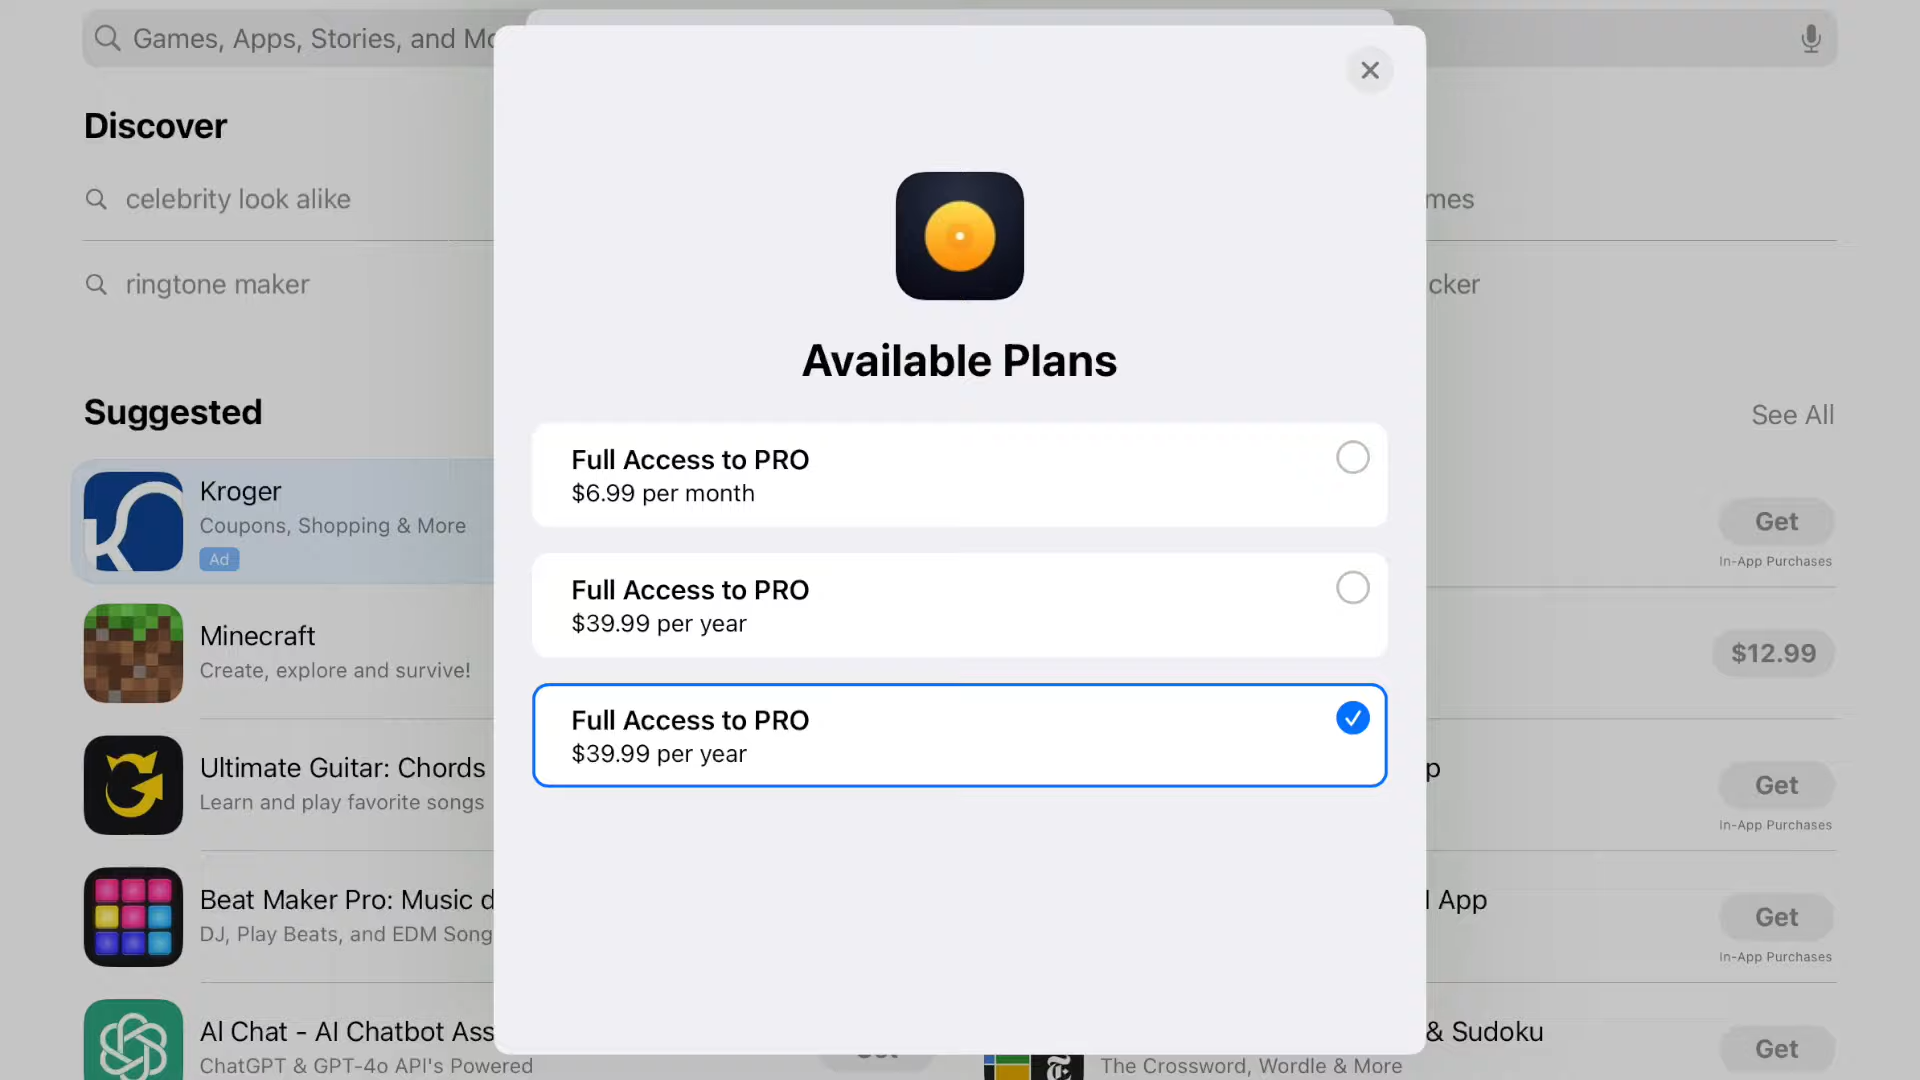 Games, Apps, Stories, and Mo
Discover
celebrity look alike
mes
ringtone maker
cker
Suggested
See All
Kroger
Coupons, Shopping & More
Ad
Get
In-App Purchases
Minecraft
Create, explore and survive!
$12.99
Ultimate Guitar: Chords
Learn and play favorite songs
p
Get
In-App Purchases
Beat Maker Pro: Music d
DJ, Play Beats, and EDM Song
l App
Get
In-App Purchases
AI Chat - AI Chatbot Ass
ChatGPT & GPT-4o API's Powered
& Sudoku
The Crossword, Wordle & More
Get
Available Plans
Full Access to PRO
$6.99 per month
Full Access to PRO
$39.99 per year
Full Access to PRO
$39.99 per year